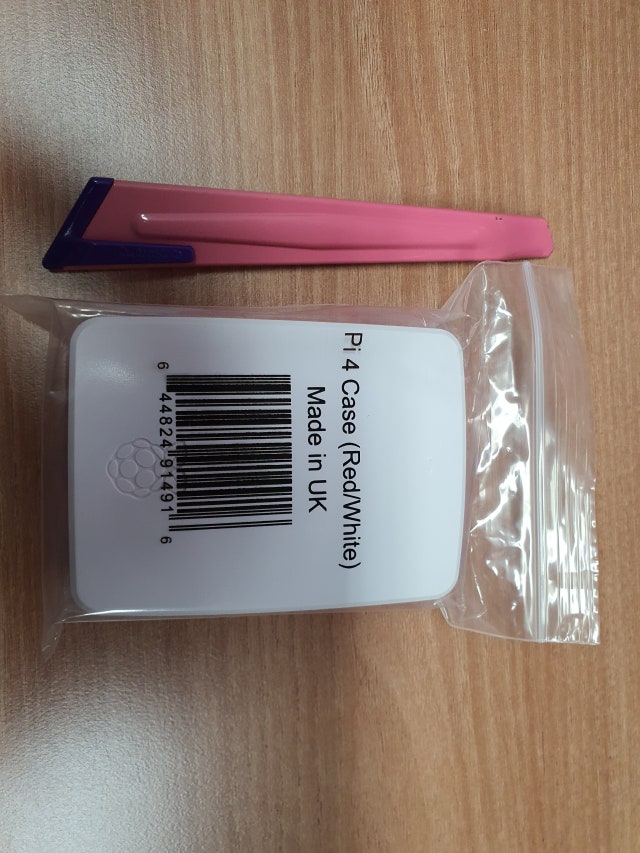 Pi 4 Case (Red/White)
Made in UK
6 44824 91491 6